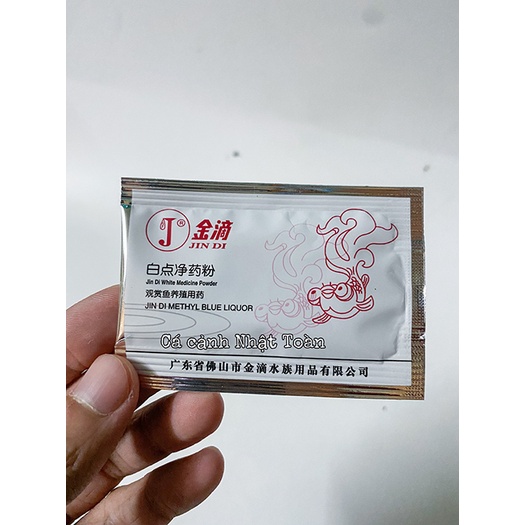 J®
金滴
JIN DI
白点净药粉
Jin Di White Medicine Powder
观赏鱼养殖用药
JIN DI METHYL BLUE LIQUOR
Cá cảnh Nhật Toàn
广东省佛山市金滴水族用品有限公司